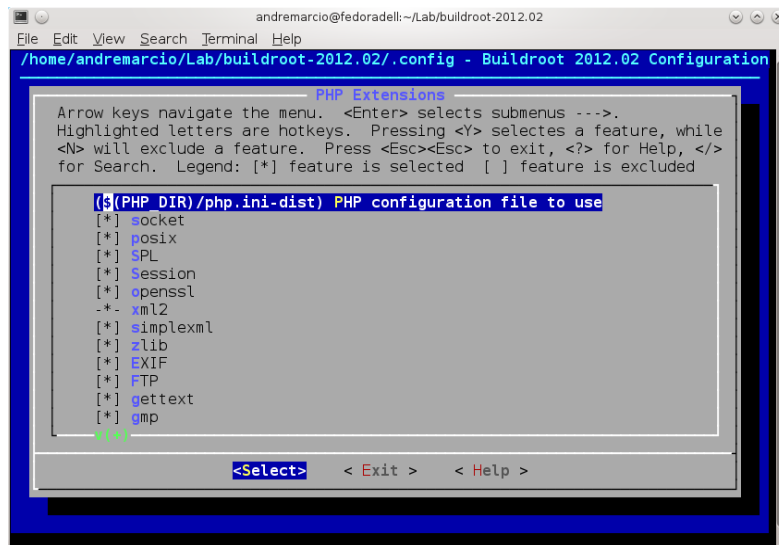 andremarcio@fedoradell:~/Lab/buildroot-2012.02
File Edit View Search Terminal Help
/home/andremarcio/Lab/buildroot-2012.02/.config - Buildroot 2012.02 Configuration
PHP Extensions
Arrow keys navigate the menu. <Enter> selects submenus --->.
Highlighted letters are hotkeys. Pressing <Y> selectes a feature, while
<N> will exclude a feature. Press <Esc><Esc> to exit, <?> for Help, </>
for Search. Legend: [*] feature is selected [ ] feature is excluded
($(PHP_DIR)/php.ini-dist) PHP configuration file to use
[*] socket
[*] posix
[*] SPL
[*] Session
[*] openssl
-*- xml2
[*] simplexml
[*] zlib
[*] EXIF
[*] FTP
[*] gettext
[*] gmp
v(+)
<Select> < Exit > < Help >